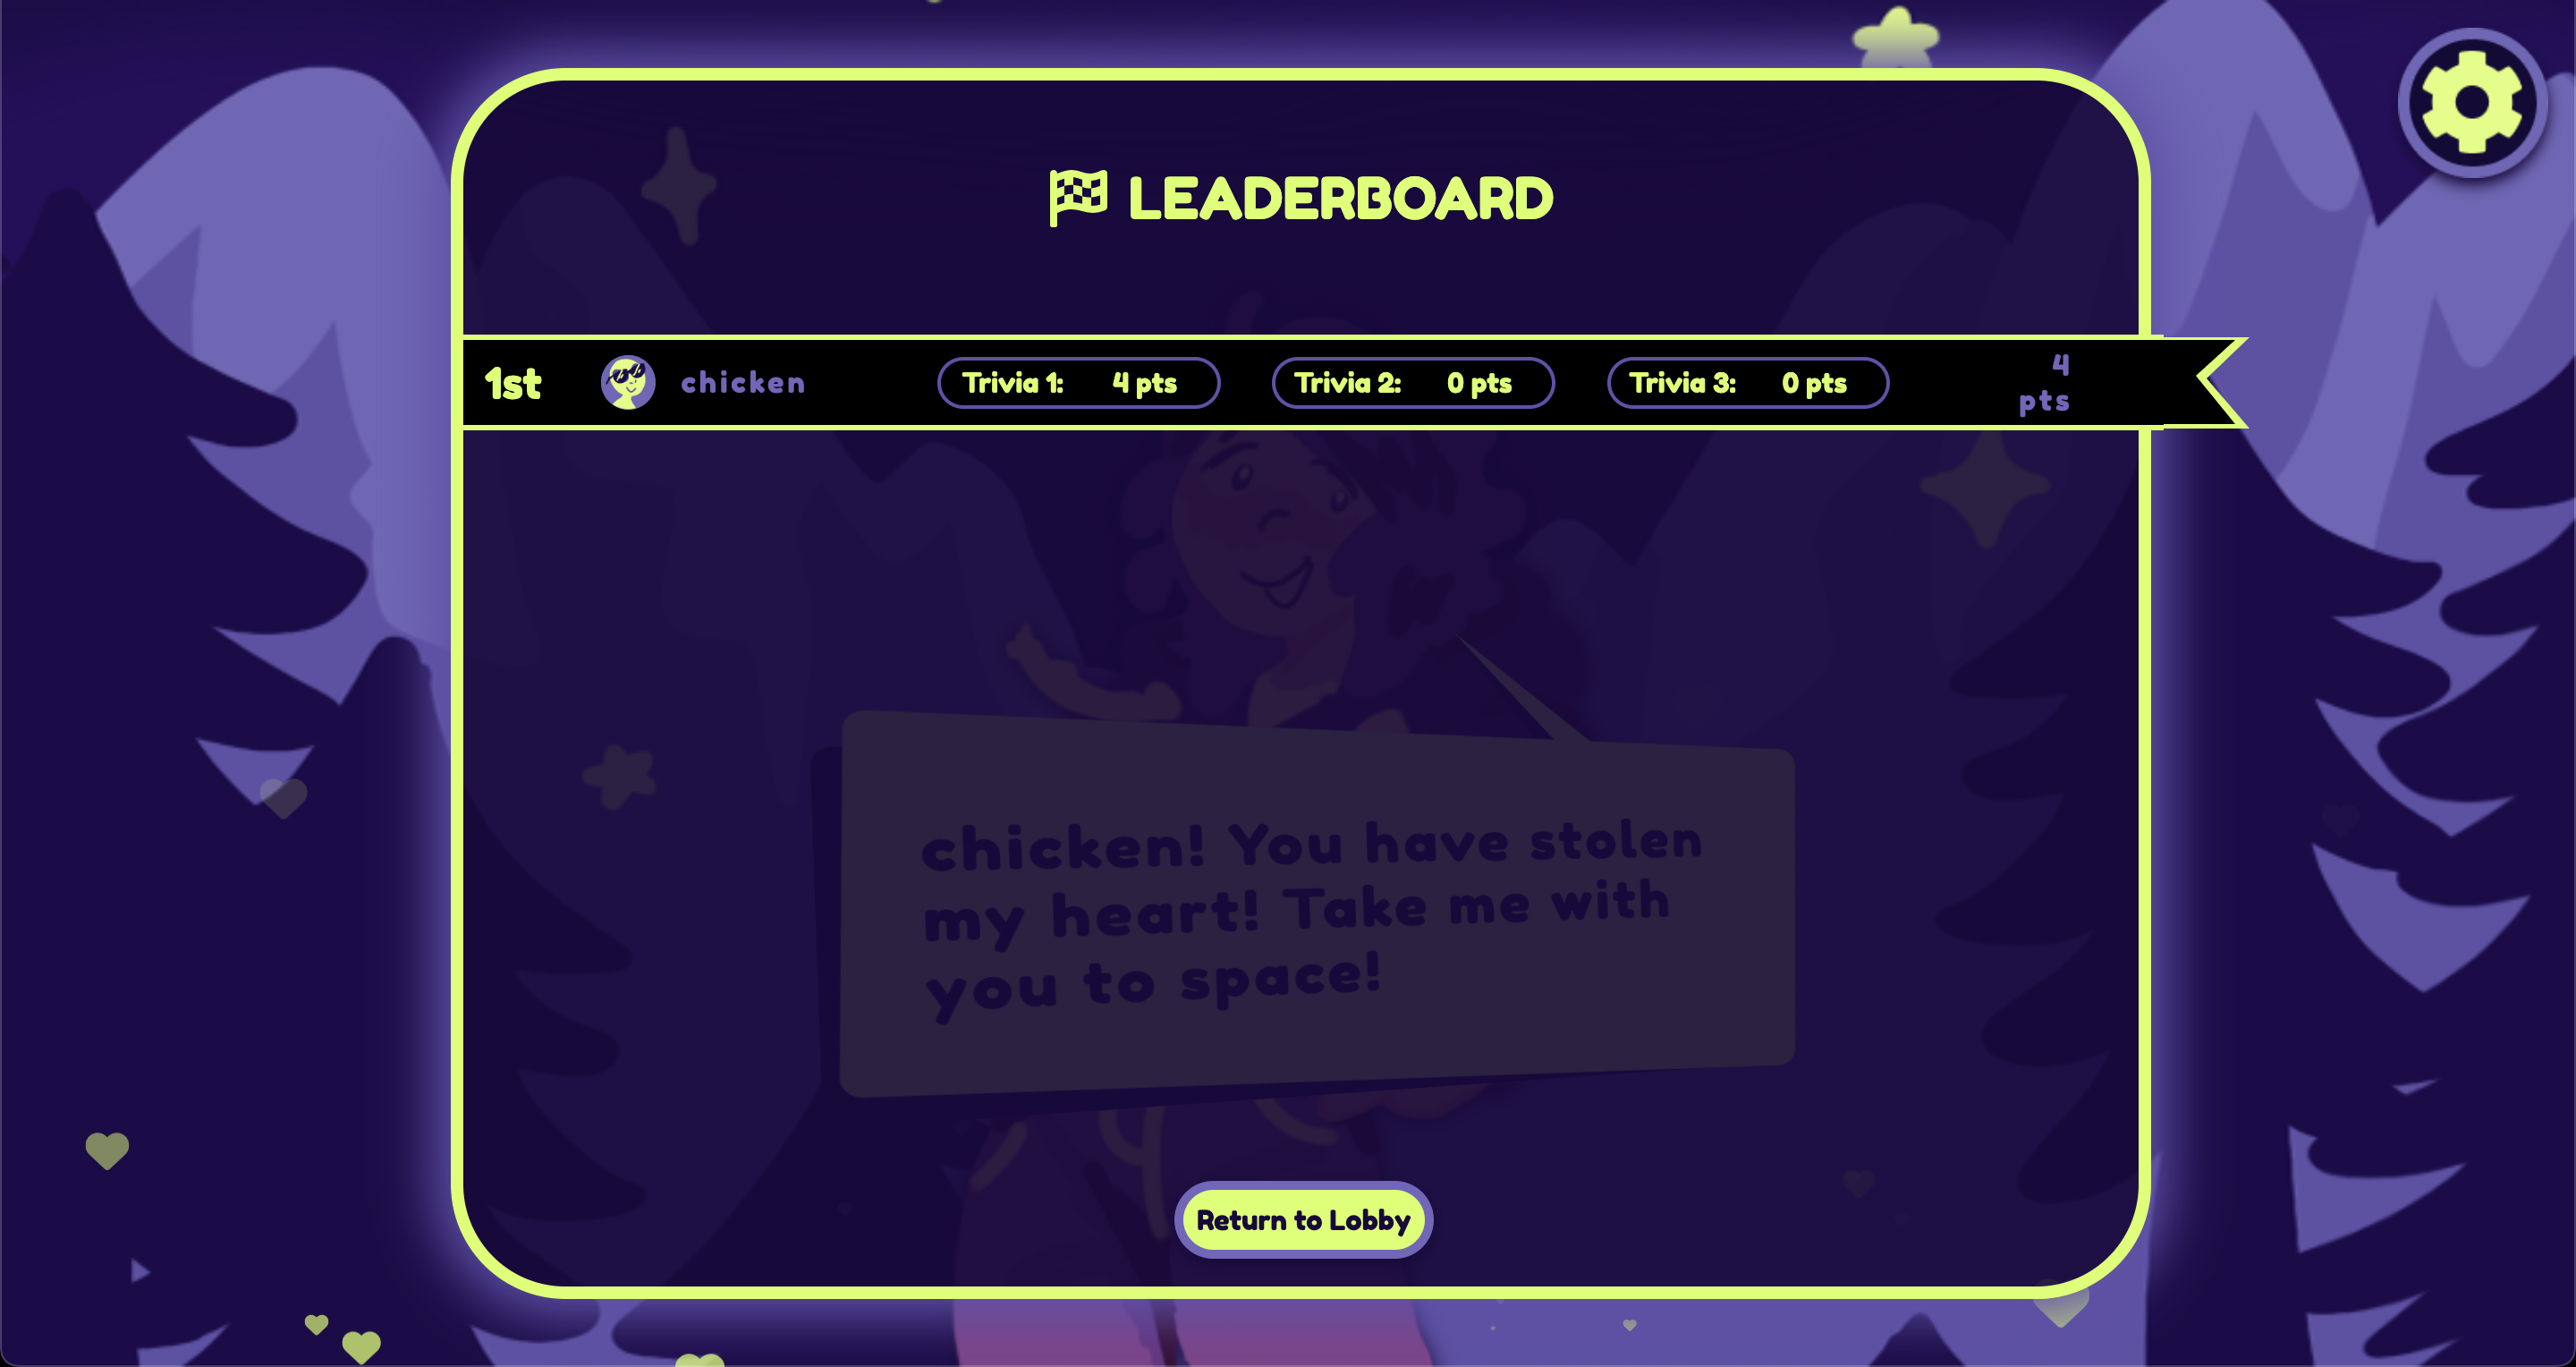 LEADERBOARD
1st chicken Trivia 1: 4 pts Trivia 2: 0 pts Trivia 3: 0 pts 4
pts
chicken! You have stolen
my heart! Take me with
you to space!
Return to Lobby